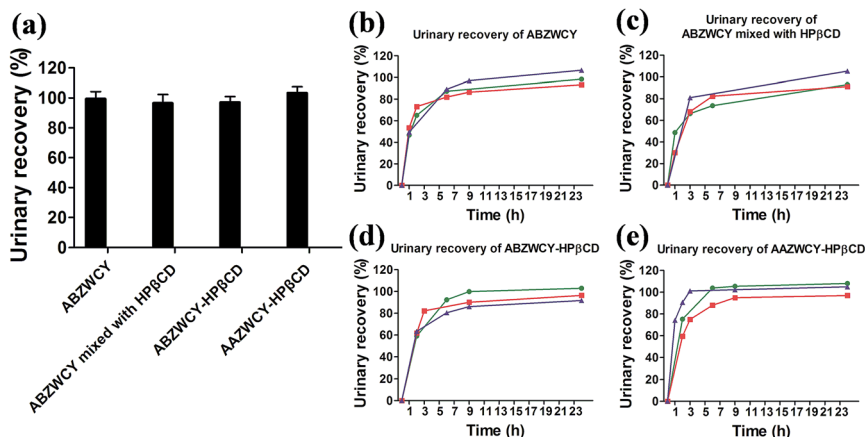 (a)
Urinary recovery (%)
120
100
80
60
40
20
0
ABZWCY
ABZWCY mixed with HPβCD
ABZWCY-HPβCD
AAZWCY-HPβCD
(b)
Urinary recovery of ABZWCY
Urinary recovery (%)
120
100
80
60
40
20
0
1 3 5 7 9 11 13 15 17 19 21 23
Time (h)
(c)
Urinary recovery of
ABZWCY mixed with HPβCD
Urinary recovery (%)
120
100
80
60
40
20
0
1 3 5 7 9 11 13 15 17 19 21 23
Time (h)
(d)
Urinary recovery of ABZWCY-HPβCD
Urinary recovery (%)
120
100
80
60
40
20
0
1 3 5 7 9 11 13 15 17 19 21 23
Time (h)
(e)
Urinary recovery of AAZWCY-HPβCD
Urinary recovery (%)
120
100
80
60
40
20
0
1 3 5 7 9 11 13 15 17 19 21 23
Time (h)